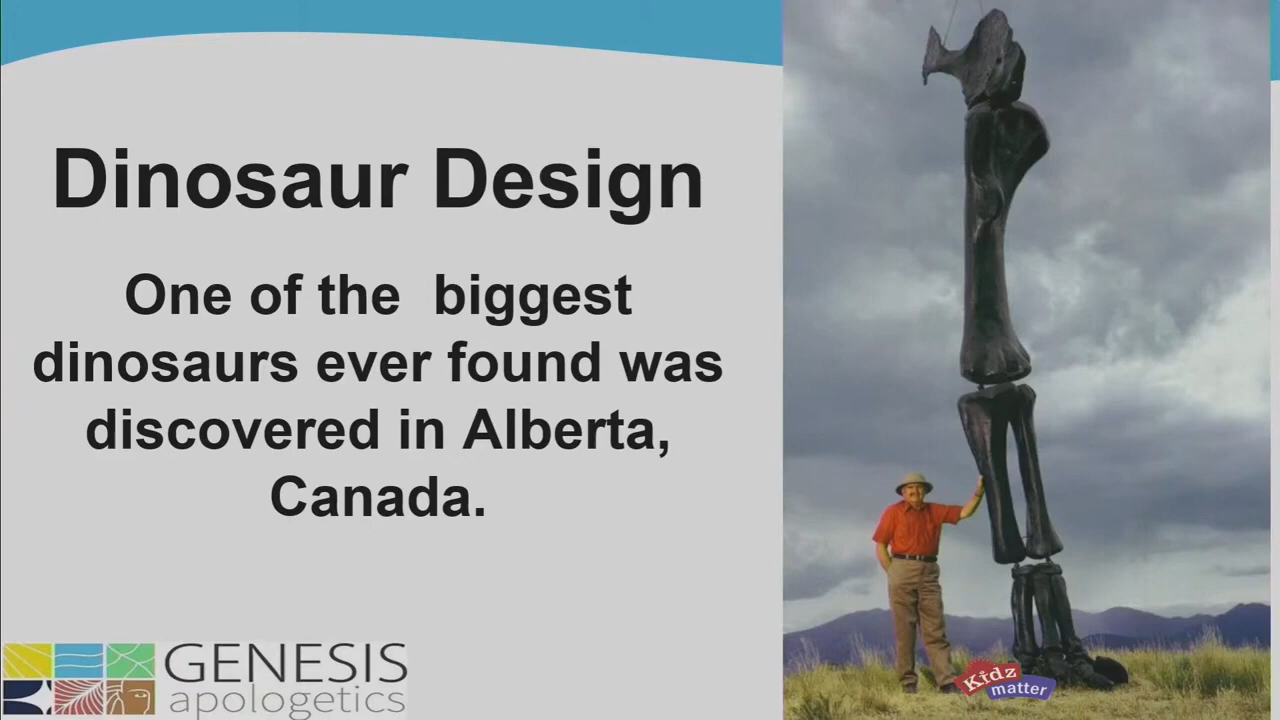 Dinosaur Design
One of the  biggest
dinosaurs ever found was
discovered in Alberta,
Canada.
GENESIS
apologetics
Kidz
matter